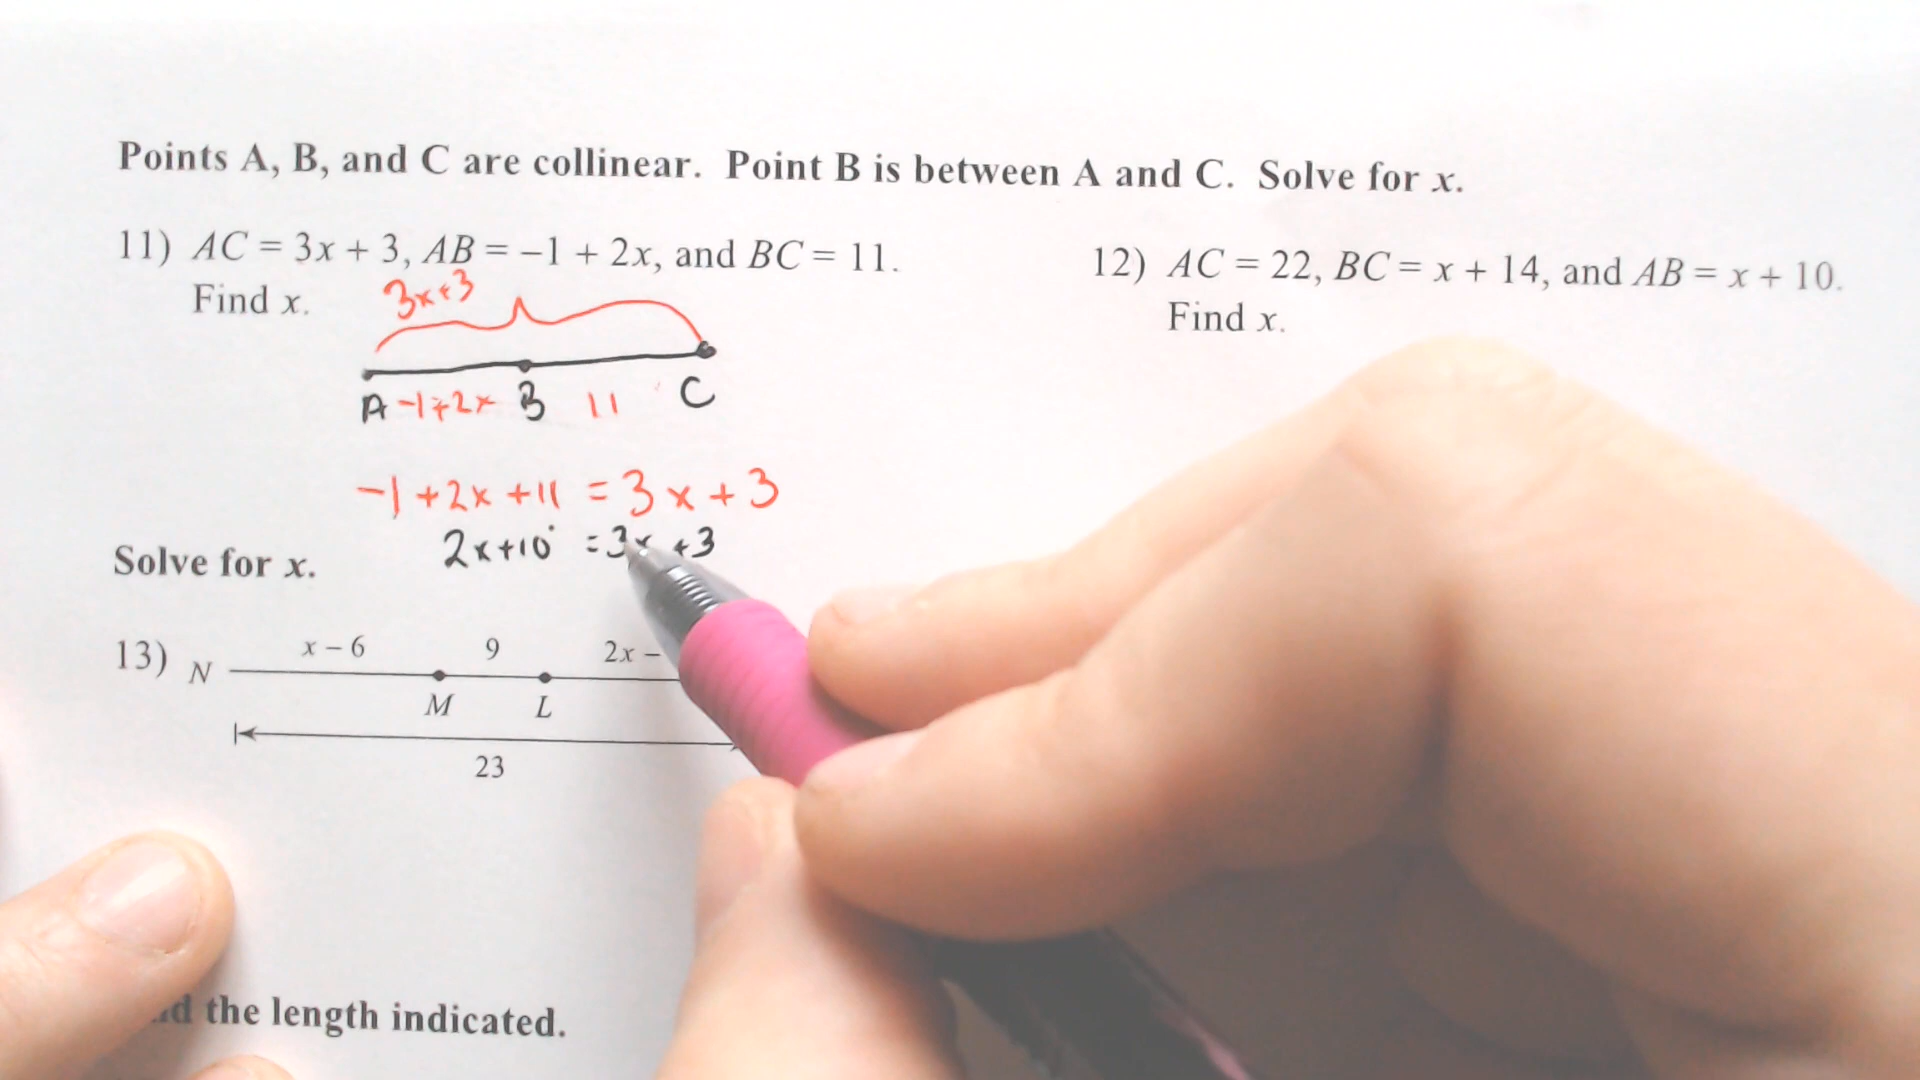 Points A, B, and C are collinear. Point B is between A and C. Solve for x.
11) AC = 3x + 3, AB = −1 + 2x, and BC = 11.
Find x.
3x+3
A -1+2x B 11 C
-1+2x+11 = 3x+3
2x+10 = 3x+3
12) AC = 22, BC = x + 14, and AB = x + 10.
Find x.
Solve for x.
13) N x − 6 9 2x −
M L
23
the length indicated.